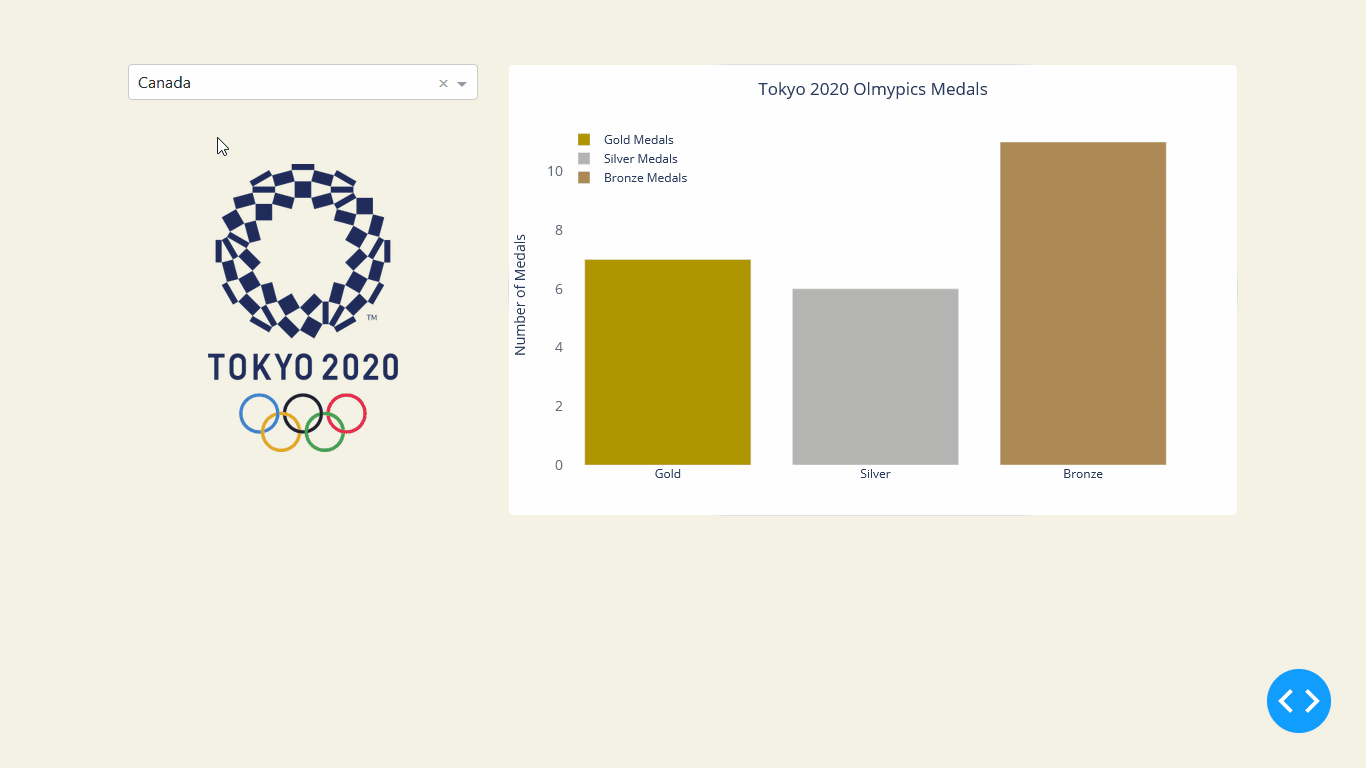 Canada
TOKYO 2020
TM
Tokyo 2020 Olmypics Medals
Gold Medals
Silver Medals
Bronze Medals
Number of Medals
10
8
6
4
2
0
Gold
Silver
Bronze